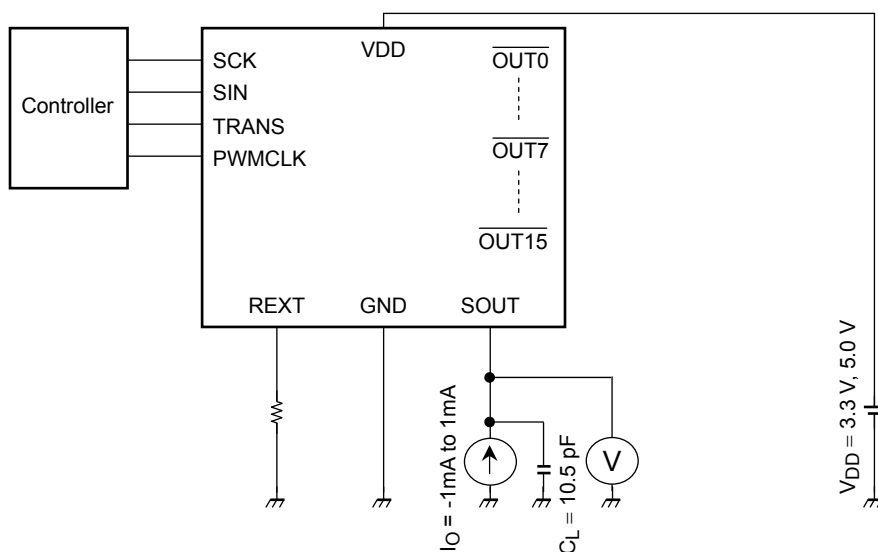 Controller
SCK
SIN
TRANS
PWMCLK
VDD
OUT0
OUT7
OUT15
REXT
GND
SOUT
IO = -1mA to 1mA
CL = 10.5 pF
V
VDD = 3.3 V, 5.0 V